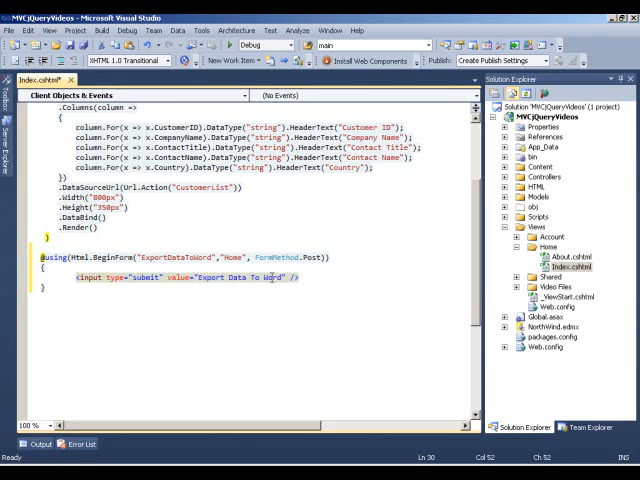 MVCjQueryVideos - Microsoft Visual Studio
File Edit View Project Build Debug Team Data Tools Architecture Test Analyze Window Help
Debug main
XHTML 1.0 Transitional New Work Item Install Web Components Publish: Create Publish Settings
Index.cshtml*
Client Objects & Events (No Events)
.Columns(column =>
{
column.For(x => x.CustomerID).DataType("string").HeaderText("Customer ID");
column.For(x => x.CompanyName).DataType("string").HeaderText("Company Name");
column.For(x => x.ContactTitle).DataType("string").HeaderText("Contact Title");
column.For(x => x.ContactName).DataType("string").HeaderText("Contact Name");
column.For(x => x.Country).DataType("string").HeaderText("Country");
})
.DataSourceUrl(Url.Action("CustomerList"))
.Width("800px")
.Height("350px")
.DataBind()
.Render()
)
@using(Html.BeginForm("ExportDataToWord","Home", FormMethod.Post))
{
<input type="submit" value="Export Data To Word" />
}
100 %
Toolbox
Server Explorer
Solution Explorer
Solution 'MVCjQueryVideos' (1 project)
MVCjQueryVideos
Properties
References
App_Data
bin
Content
Controllers
HTML
Models
obj
Scripts
Views
Account
Home
About.cshtml
Index.cshtml
Shared
Video Files
_ViewStart.cshtml
Web.config
Global.asax
NorthWind.edmx
packages.config
Web.config
Solution Explorer Team Explorer
Output Error List
Ready Ln 30 Col 52 Ch 52